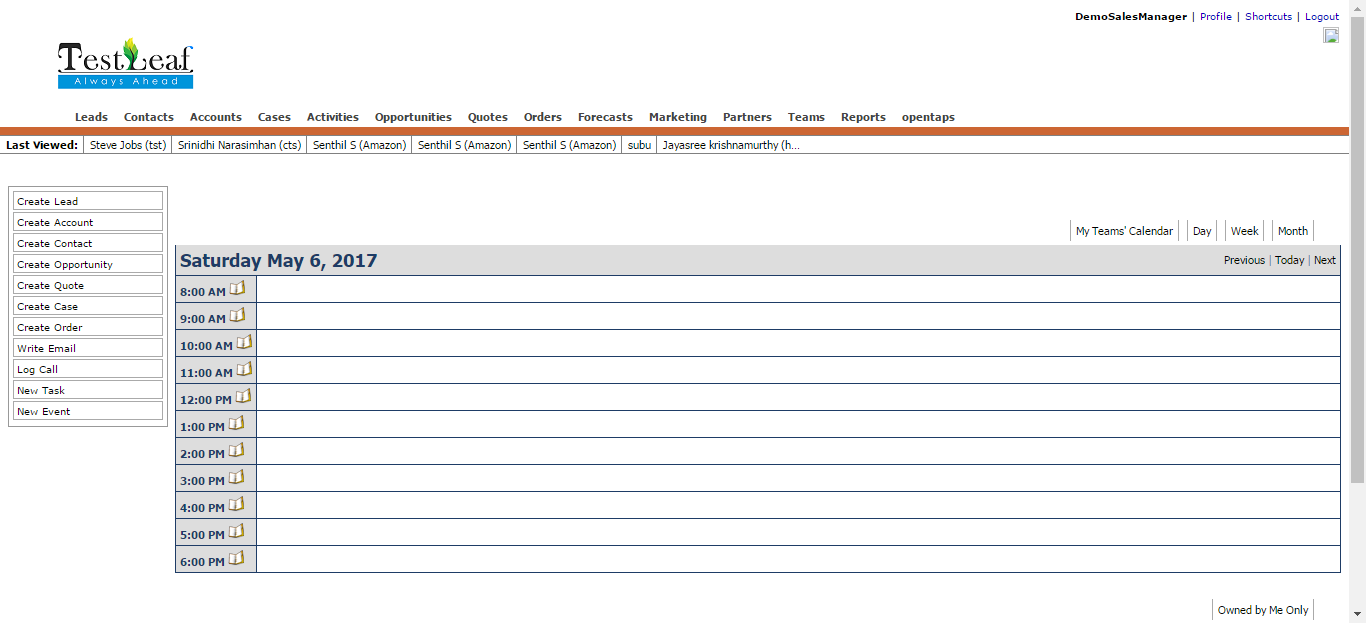 DemoSalesManager | Profile | Shortcuts | Logout
TestLeaf
Always Ahead
Leads Contacts Accounts Cases Activities Opportunities Quotes Orders Forecasts Marketing Partners Teams Reports opentaps
Last Viewed: Steve Jobs (tst) Srinidhi Narasimhan (cts) Senthil S (Amazon) Senthil S (Amazon) Senthil S (Amazon) subu Jayasree krishnamurthy (h...
Create Lead
Create Account
Create Contact
Create Opportunity
Create Quote
Create Case
Create Order
Write Email
Log Call
New Task
New Event
My Teams' Calendar Day Week Month
Saturday May 6, 2017 Previous | Today | Next
8:00 AM
9:00 AM
10:00 AM
11:00 AM
12:00 PM
1:00 PM
2:00 PM
3:00 PM
4:00 PM
5:00 PM
6:00 PM
Owned by Me Only